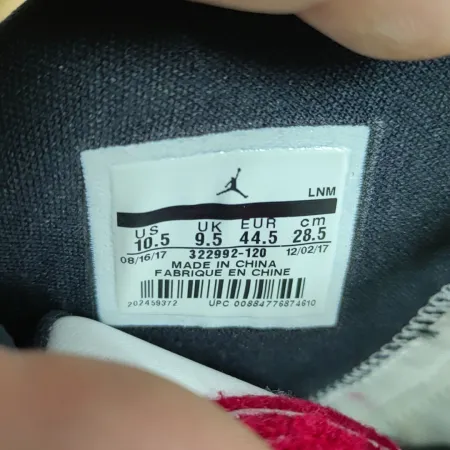 LNM
US UK EUR cm
10.5 9.5 44.5 28.5
08/16/17 322992-120 12/02/17
MADE IN CHINA
FABRIQUE EN CHINE
202459372 UPC 00884776874610